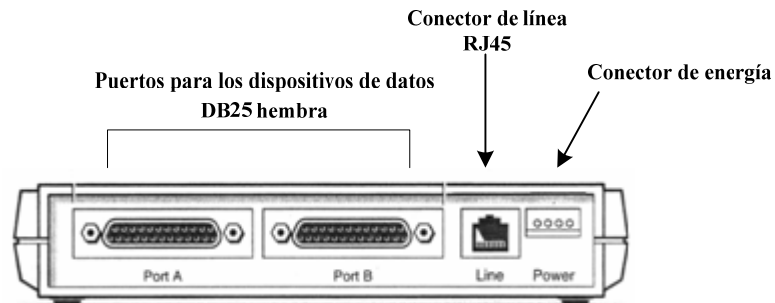 Conector de línea
RJ45
Puertos para los dispositivos de datos
DB25 hembra
Conector de energía
Port A
Port B
Line
Power